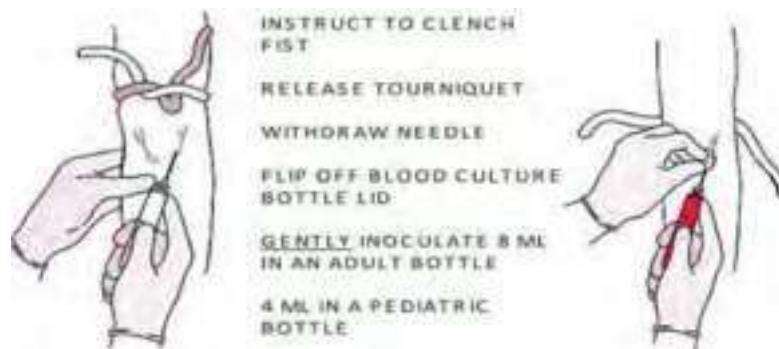 INSTRUCT TO CLENCH
FIST
RELEASE TOURNIQUET
WITHDRAW NEEDLE
FLIP OFF BLOOD CULTURE
BOTTLE LID
GENTLY INOCULATE 8 ML
IN AN ADULT BOTTLE
4 ML IN A PEDIATRIC
BOTTLE